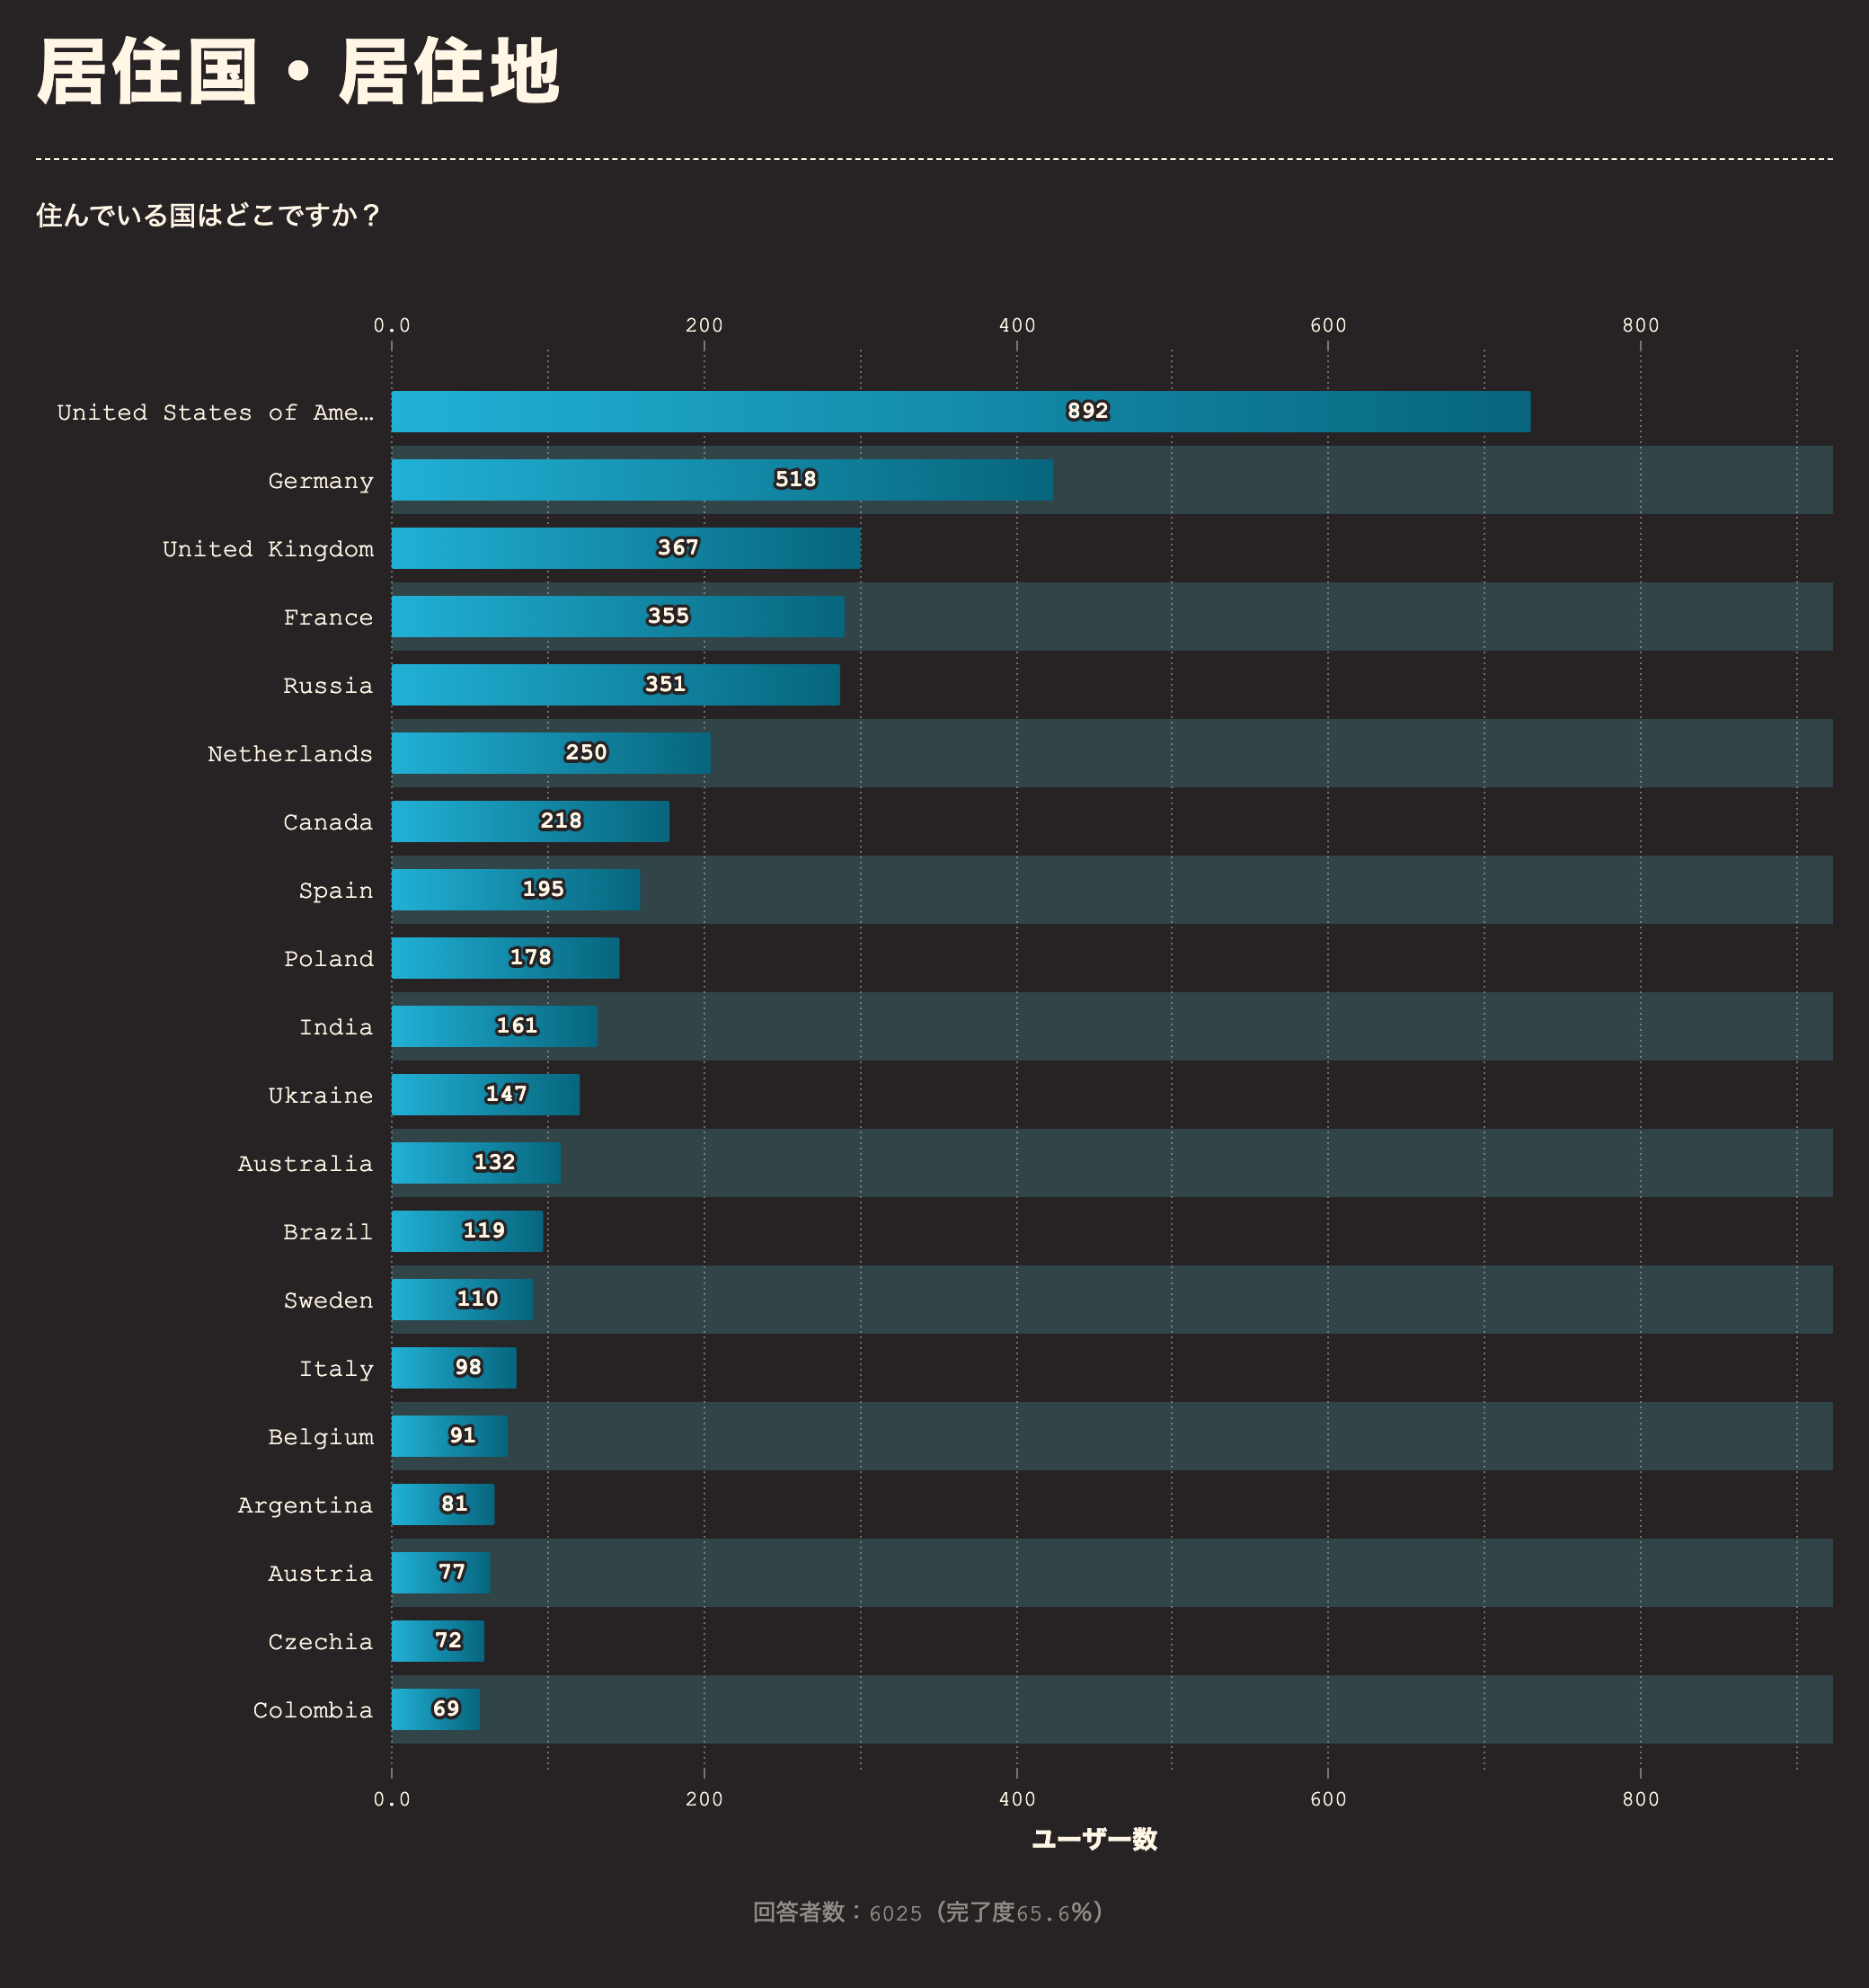 居住国・居住地
住んでいる国はどこですか？
0.0 200 400 600 800
United States of Ame… 892
Germany 518
United Kingdom 367
France 355
Russia 351
Netherlands 250
Canada 218
Spain 195
Poland 178
India 161
Ukraine 147
Australia 132
Brazil 119
Sweden 110
Italy 98
Belgium 91
Argentina 81
Austria 77
Czechia 72
Colombia 69
0.0 200 400 600 800
ユーザー数
回答者数：6025（完了度65.6%）